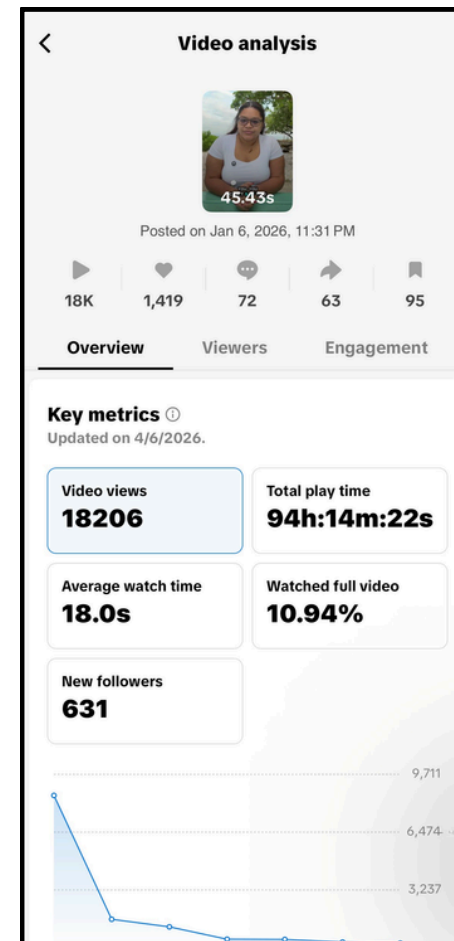 Video analysis
45.43s
Posted on Jan 6, 2026, 11:31 PM
18K 1,419 72 63 95
Overview Viewers Engagement
Key metrics
Updated on 4/6/2026.
Video views Total play time
18206 94h:14m:22s
Average watch time Watched full video
18.0s 10.94%
New followers
631
9,711
6,474
3,237